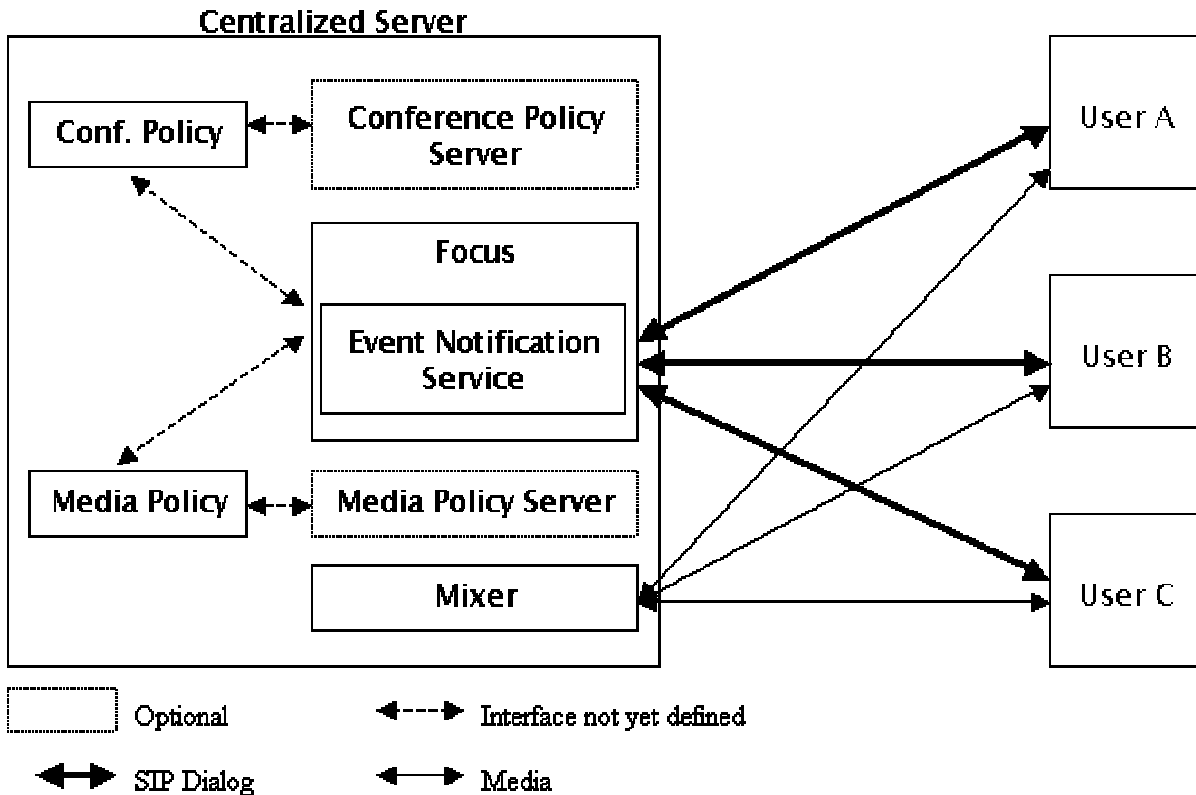 Centralized Server
Conf. Policy
Conference Policy
Server
User A
Focus
Event Notification
Service
User B
Media Policy
Media Policy Server
Mixer
User C
Optional
Interface not yet defined
SIP Dialog
Media